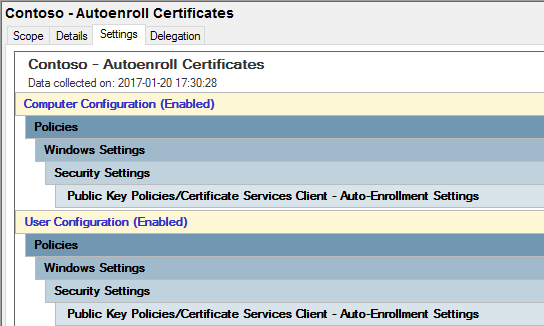 Contoso - Autoenroll Certificates
Scope Details Settings Delegation
Contoso - Autoenroll Certificates
Data collected on: 2017-01-20 17:30:28
Computer Configuration (Enabled)
Policies
Windows Settings
Security Settings
Public Key Policies/Certificate Services Client - Auto-Enrollment Settings
User Configuration (Enabled)
Policies
Windows Settings
Security Settings
Public Key Policies/Certificate Services Client - Auto-Enrollment Settings